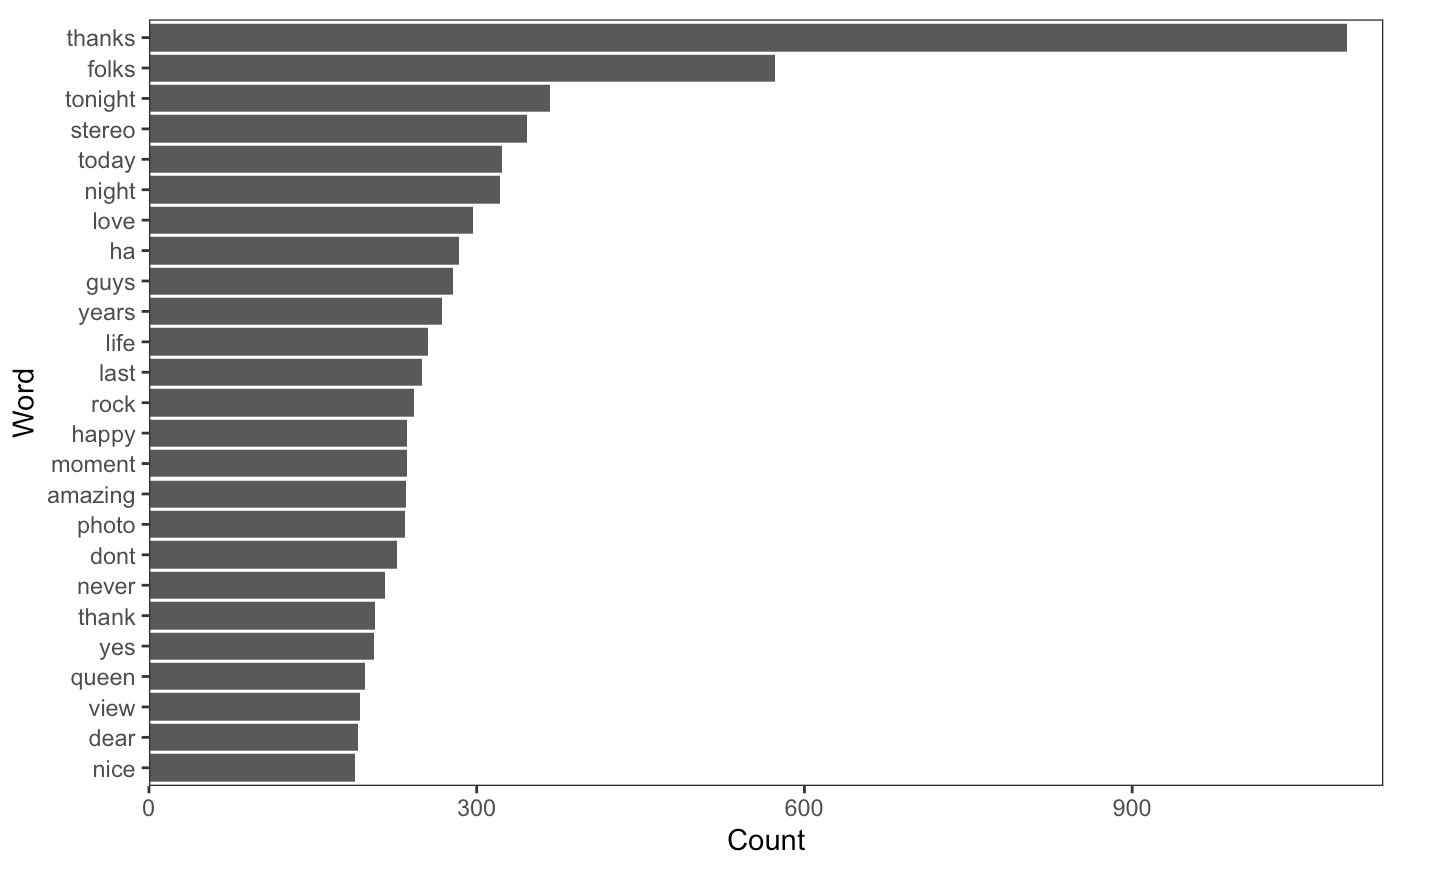 thanks
folks
tonight
stereo
today
night
love
ha
guys
years
life
last
rock
happy
moment
amazing
photo
dont
never
thank
yes
queen
view
dear
nice
Word
0 300 600 900
Count